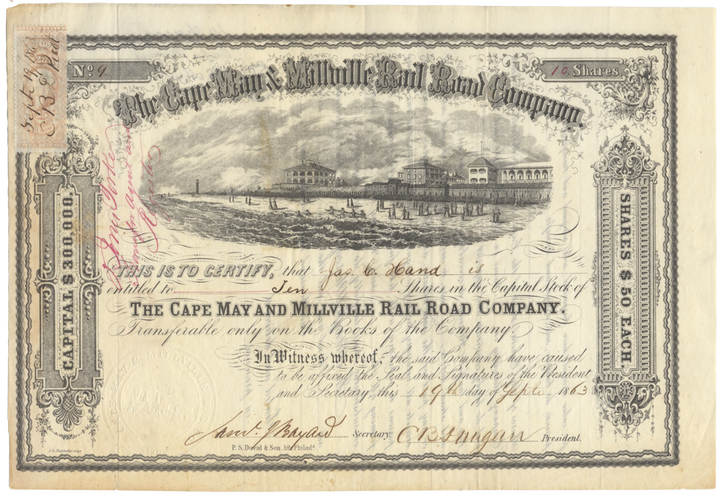 Nº 9
10 Shares
The Cape May & Millville Rail Road Company.
CAPITAL $300,000,
SHARES $50 EACH.
THIS IS TO CERTIFY, that Jas. C. Hand is
entitled to Ten Shares in the Capital Stock of
THE CAPE MAY AND MILLVILLE RAIL ROAD COMPANY.
Transferable only on the Books of the Company
In Witness whereof, the said Company have caused
to be affixed the Seal and Signatures of the President
and Secretary, this 19th day of Septr 1863
Secretary.
President.
P. S. Duval & Son, lith. Philada.